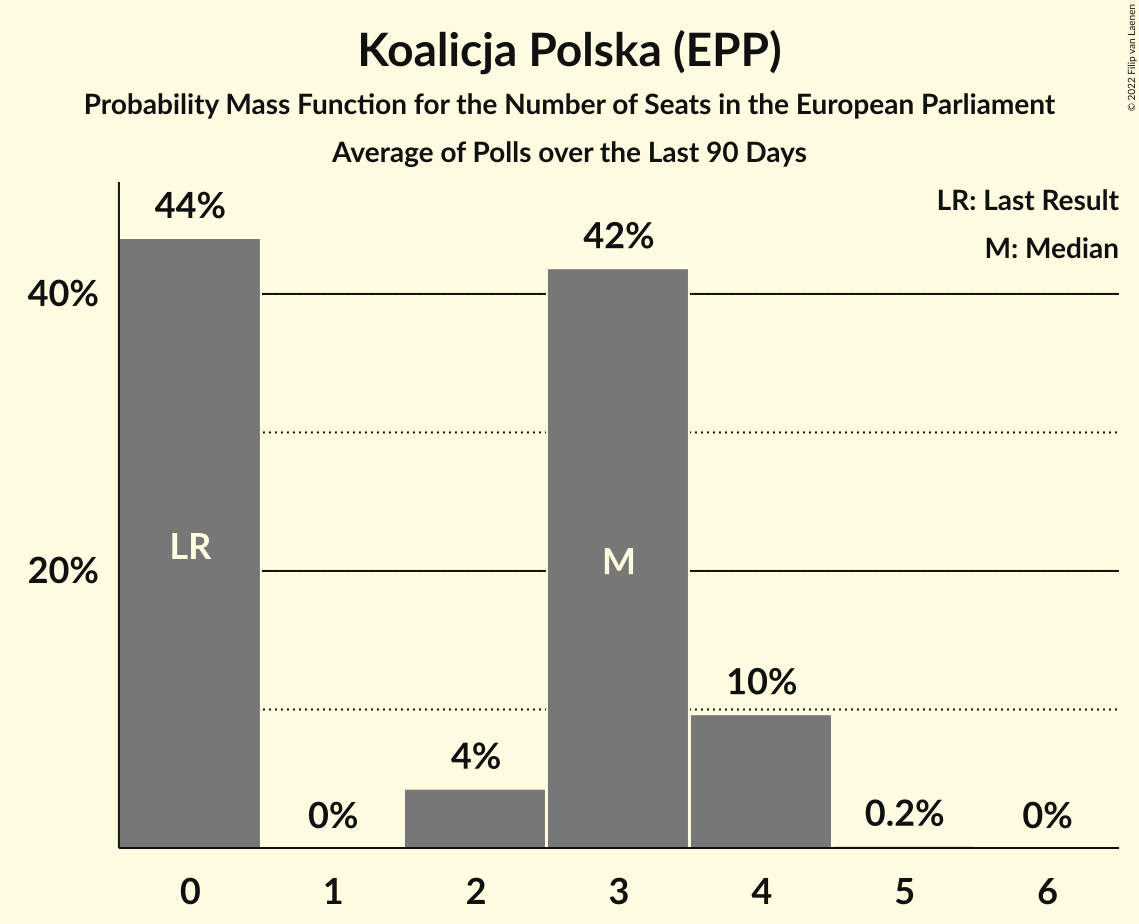 Koalicja Polska (EPP)
Probability Mass Function for the Number of Seats in the European Parliament
Average of Polls over the Last 90 Days
© 2022 Filip van Laenen
LR: Last Result
M: Median
44%
42%
40%
20%
LR
M
10%
4%
0%
0.2%
0%
0 1 2 3 4 5 6